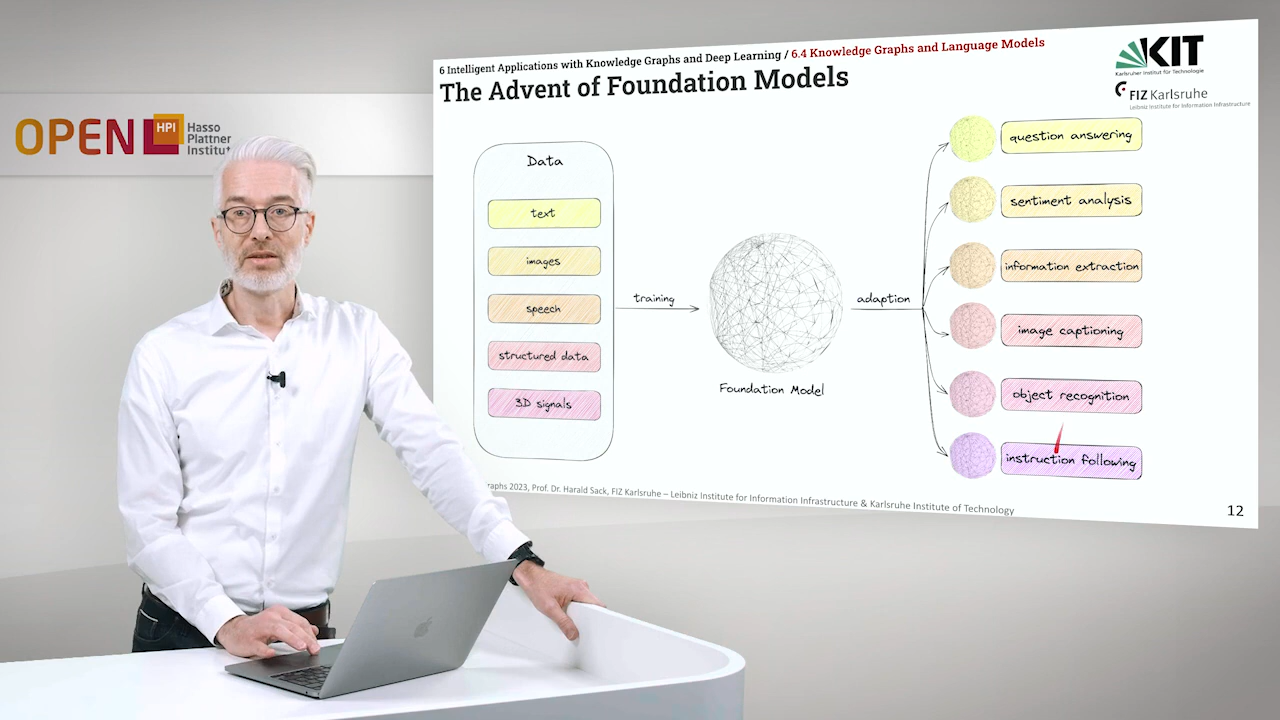 OPEN HPI Hasso
Plattner
Institut
6 Intelligent Applications with Knowledge Graphs and Deep Learning / 6.4 Knowledge Graphs and Language Models
The Advent of Foundation Models
KIT
Karlsruher Institut für Technologie
FIZ Karlsruhe
Leibniz Institute for Information Infrastructure
Data
text
images
speech
structured data
3D signals
training
Foundation Model
adaption
question answering
sentiment analysis
information extraction
image captioning
object recognition
instruction following
raphs 2023, Prof. Dr. Harald Sack, FIZ Karlsruhe – Leibniz Institute for Information Infrastructure & Karlsruhe Institute of Technology
12